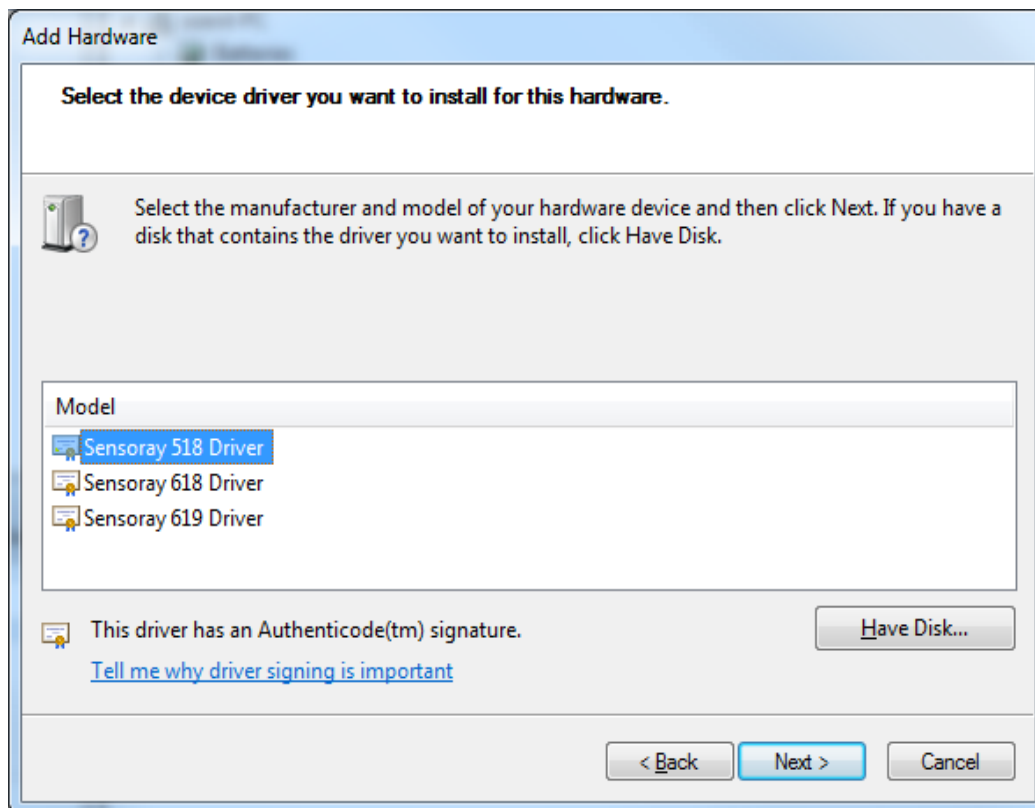 Add Hardware
Select the device driver you want to install for this hardware.
Select the manufacturer and model of your hardware device and then click Next. If you have a
disk that contains the driver you want to install, click Have Disk.
Model
Sensoray 518 Driver
Sensoray 618 Driver
Sensoray 619 Driver
This driver has an Authenticode(tm) signature.
Have Disk...
Tell me why driver signing is important
< Back
Next >
Cancel